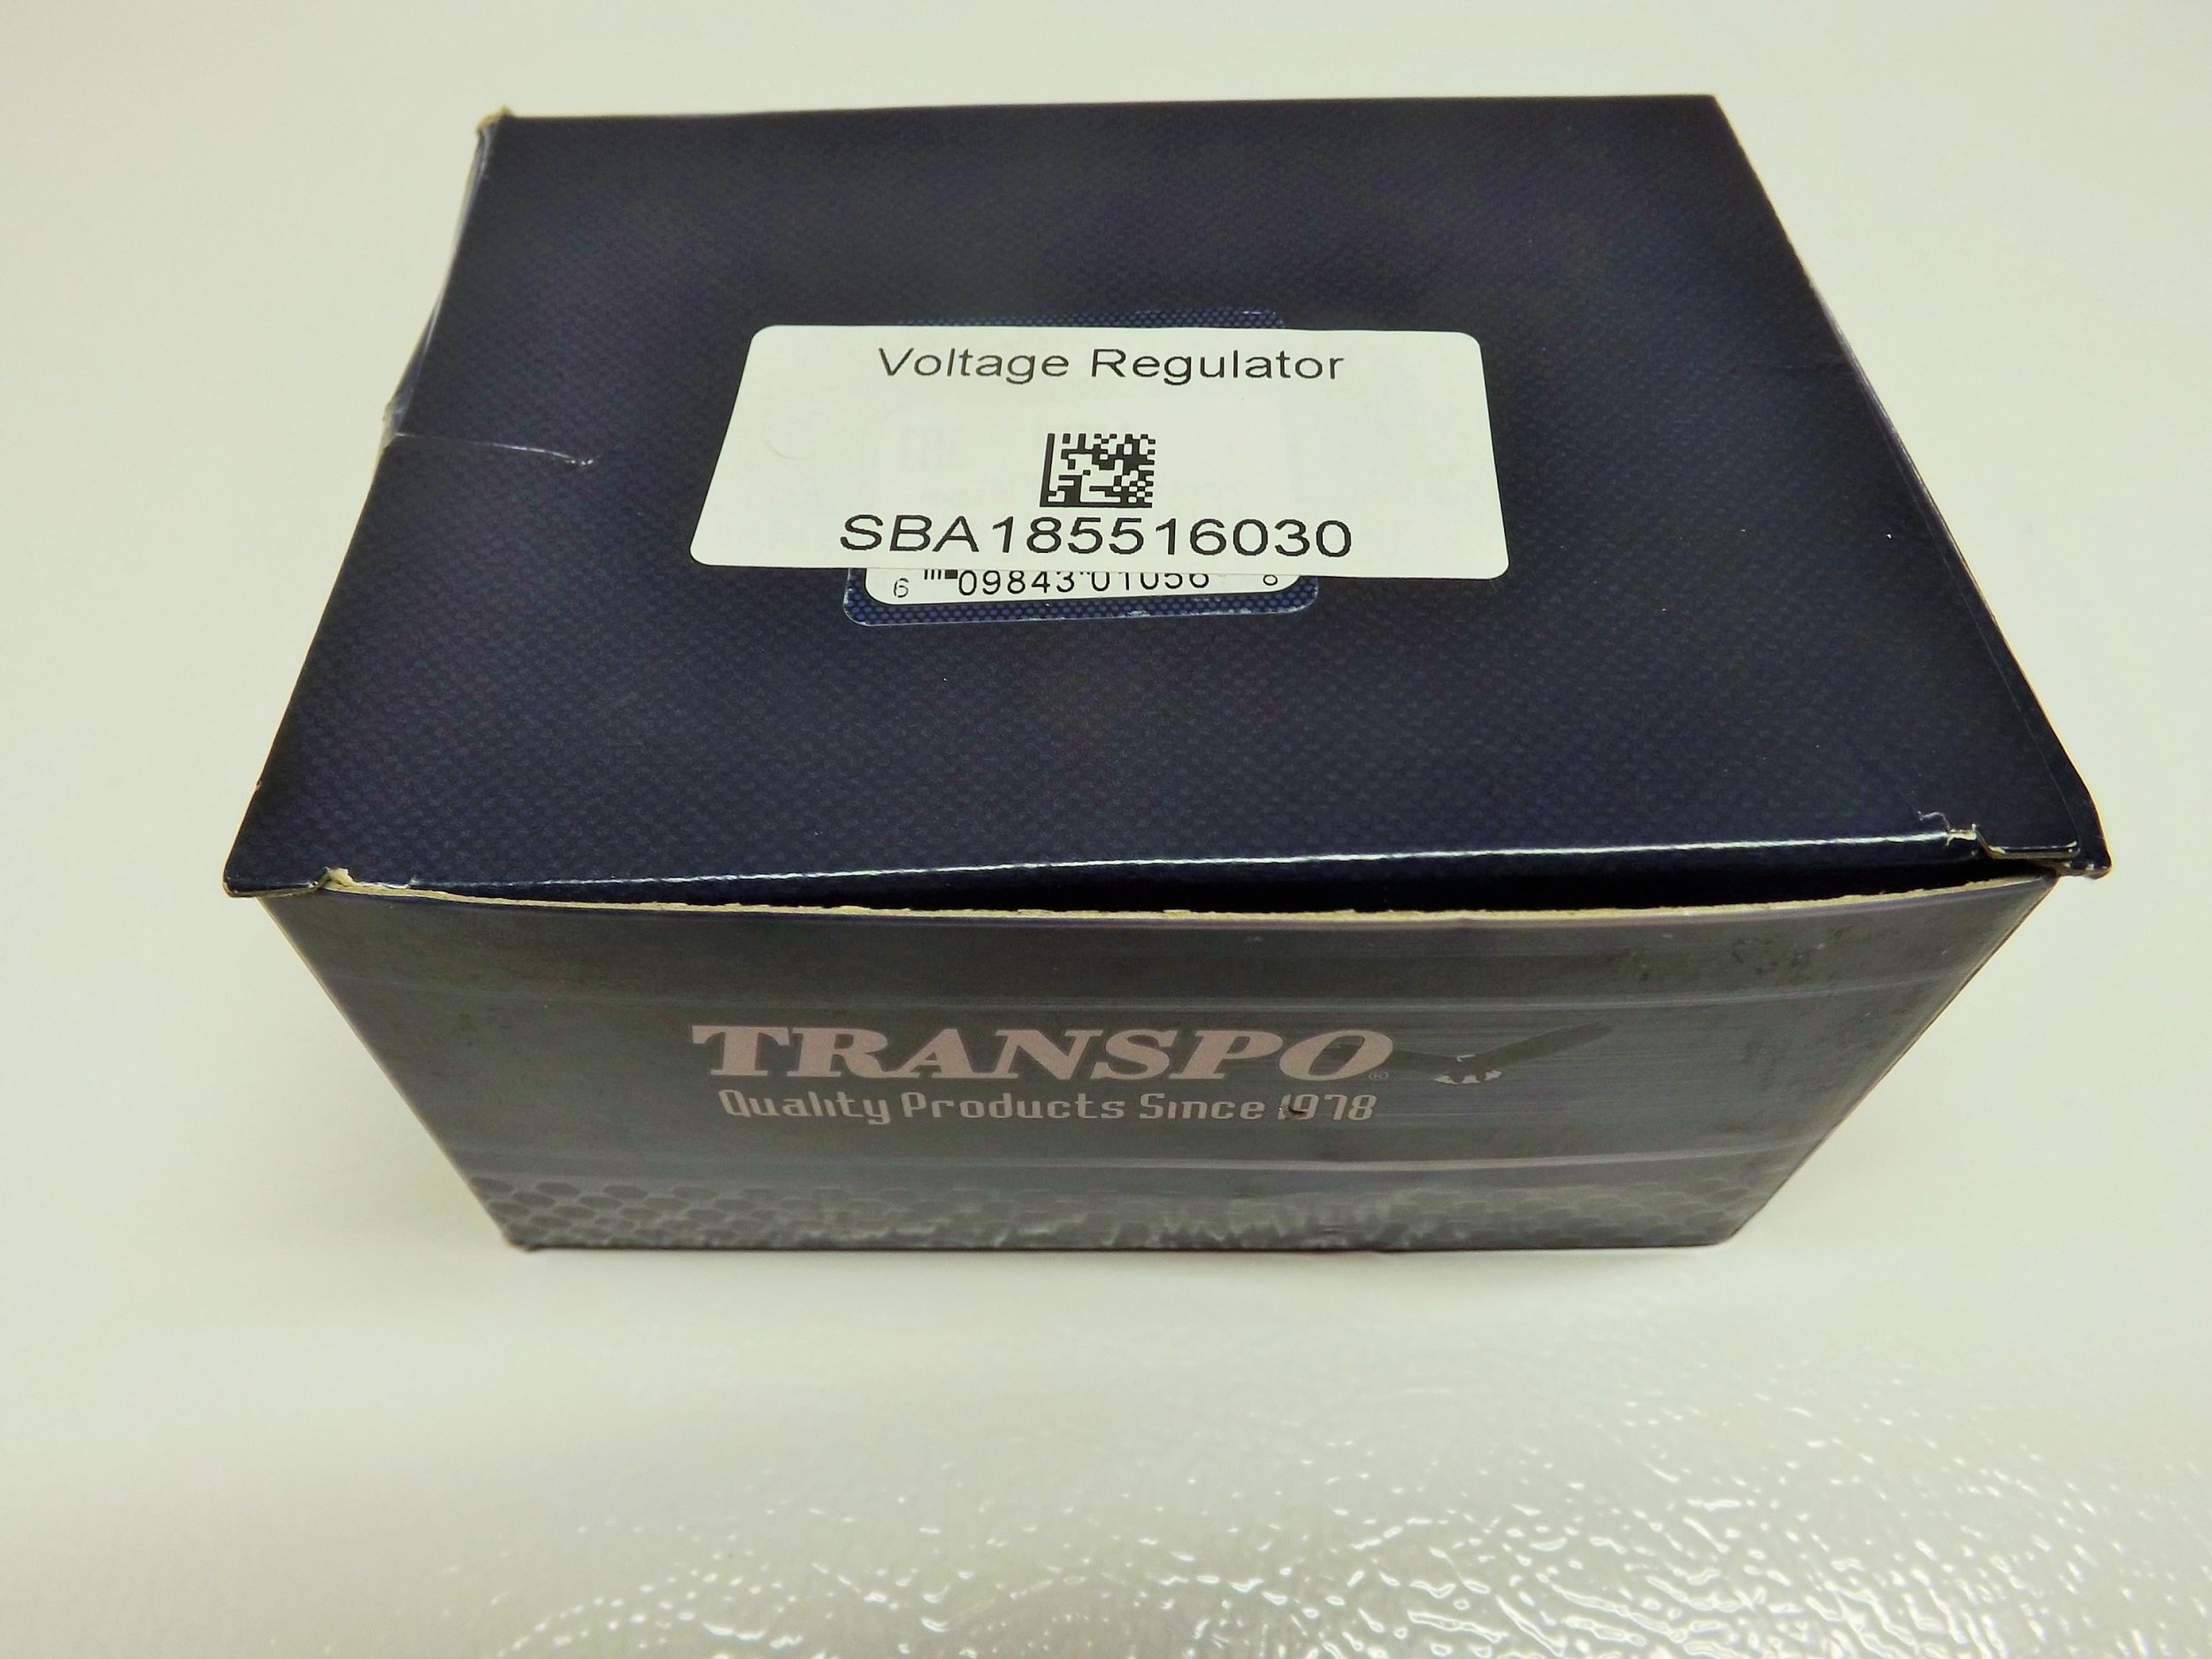 Voltage Regulator
SBA185516030
6 09843 01056 8
TRANSPO®
Quality Products Since 1978